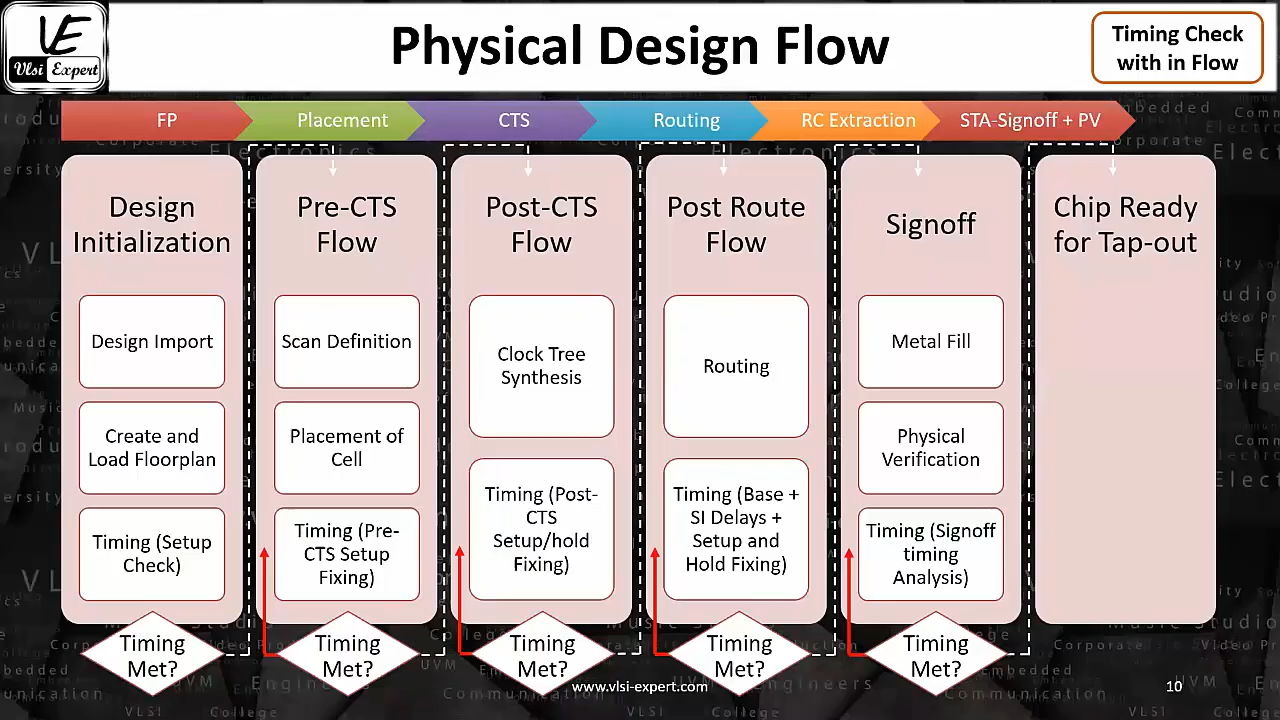 VE
Vlsi Expert
Physical Design Flow
Timing Check
with in Flow
FP
Placement
CTS
Routing
RC Extraction
STA-Signoff + PV
Design
Initialization
Design Import
Create and
Load Floorplan
Timing (Setup
Check)
Timing
Met?
Pre-CTS
Flow
Scan Definition
Placement of
Cell
Timing (Pre-
CTS Setup
Fixing)
Timing
Met?
Post-CTS
Flow
Clock Tree
Synthesis
Timing (Post-
CTS
Setup/hold
Fixing)
Timing
Met?
Post Route
Flow
Routing
Timing (Base +
SI Delays +
Setup and
Hold Fixing)
Timing
Met?
Signoff
Metal Fill
Physical
Verification
Timing (Signoff
timing
Analysis)
Timing
Met?
Chip Ready
for Tap-out
www.vlsi-expert.com
10